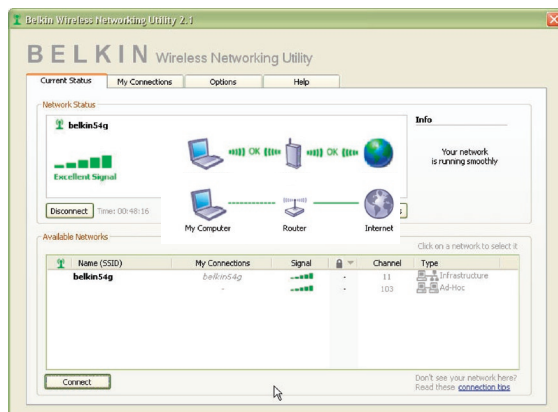 Belkin Wireless Networking Utility 2.1
BELKIN Wireless Networking Utility
Current Status My Connections Options Help
Network Status
belkin54g
Excellent Signal
OK OK
Info
Your network
is running smoothly
Disconnect Time: 00:48:16
My Computer Router Internet
Available Networks
Click on a network to select it
Name (SSID) My Connections Signal Channel Type
belkin54g belkin54g - 11 Infrastructure
- - 103 Ad-Hoc
Connect
Don't see your network here?
Read these connection tips